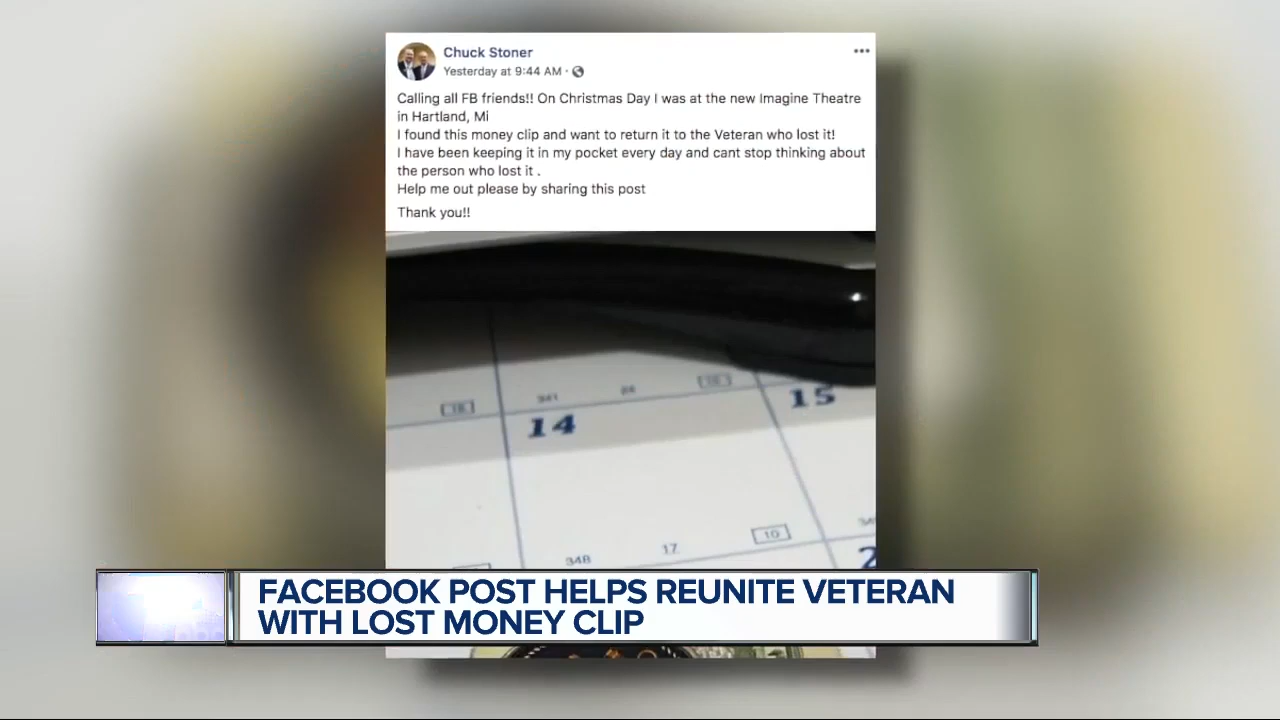 Chuck Stoner
Yesterday at 9:44 AM ·
Calling all FB friends!! On Christmas Day I was at the new Imagine Theatre
in Hartland, Mi
I found this money clip and want to return it to the Veteran who lost it!
I have been keeping it in my pocket every day and cant stop thinking about
the person who lost it .
Help me out please by sharing this post
Thank you!!
14
15
17
10
2
FACEBOOK POST HELPS REUNITE VETERAN
WITH LOST MONEY CLIP